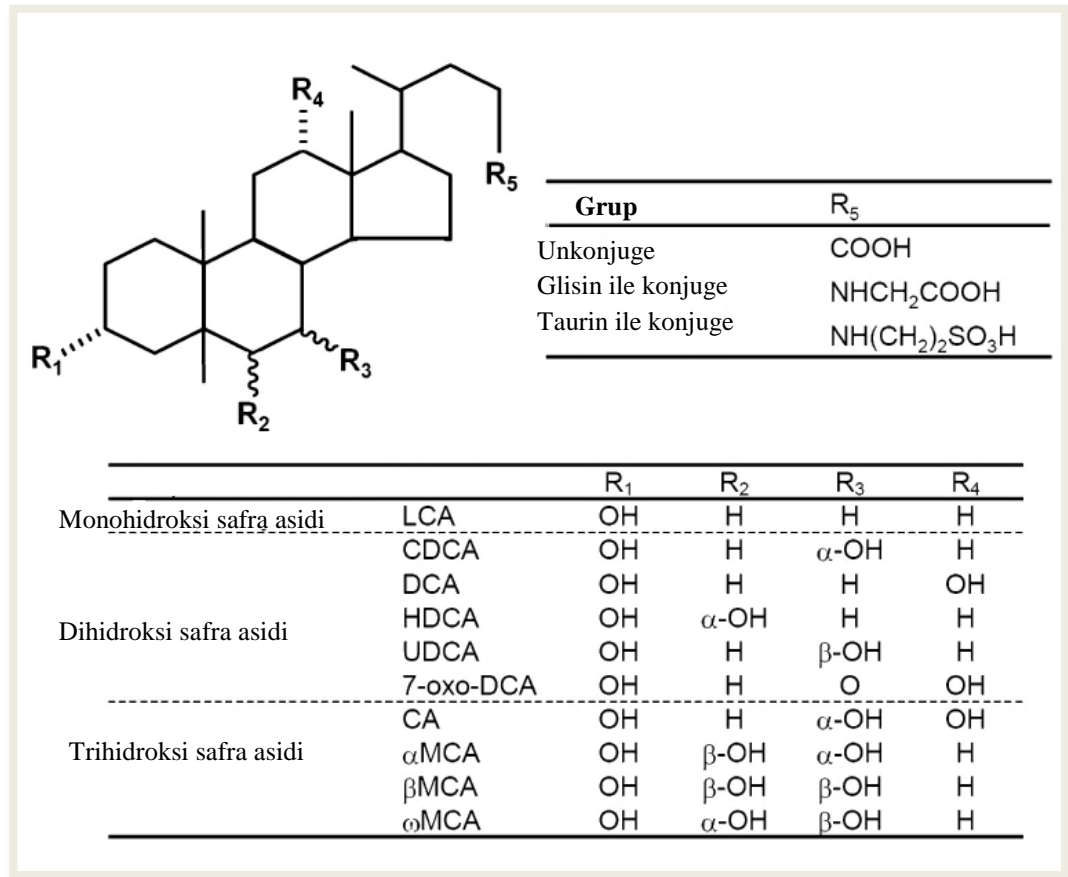 R₄
R₅
R₁
R₃
R₂
Grup R₅
Unkonjuge COOH
Glisin ile konjuge NHCH₂COOH
Taurin ile konjuge NH(CH₂)₂SO₃H
R₁ R₂ R₃ R₄
Monohidroksi safra asidi LCA OH H H H
CDCA OH H α-OH H
DCA OH H H OH
HDCA OH α-OH H H
Dihidroksi safra asidi
UDCA OH H β-OH H
7-oxo-DCA OH H O OH
CA OH H α-OH OH
Trihidroksi safra asidi αMCA OH β-OH α-OH H
βMCA OH β-OH β-OH H
ωMCA OH α-OH β-OH H